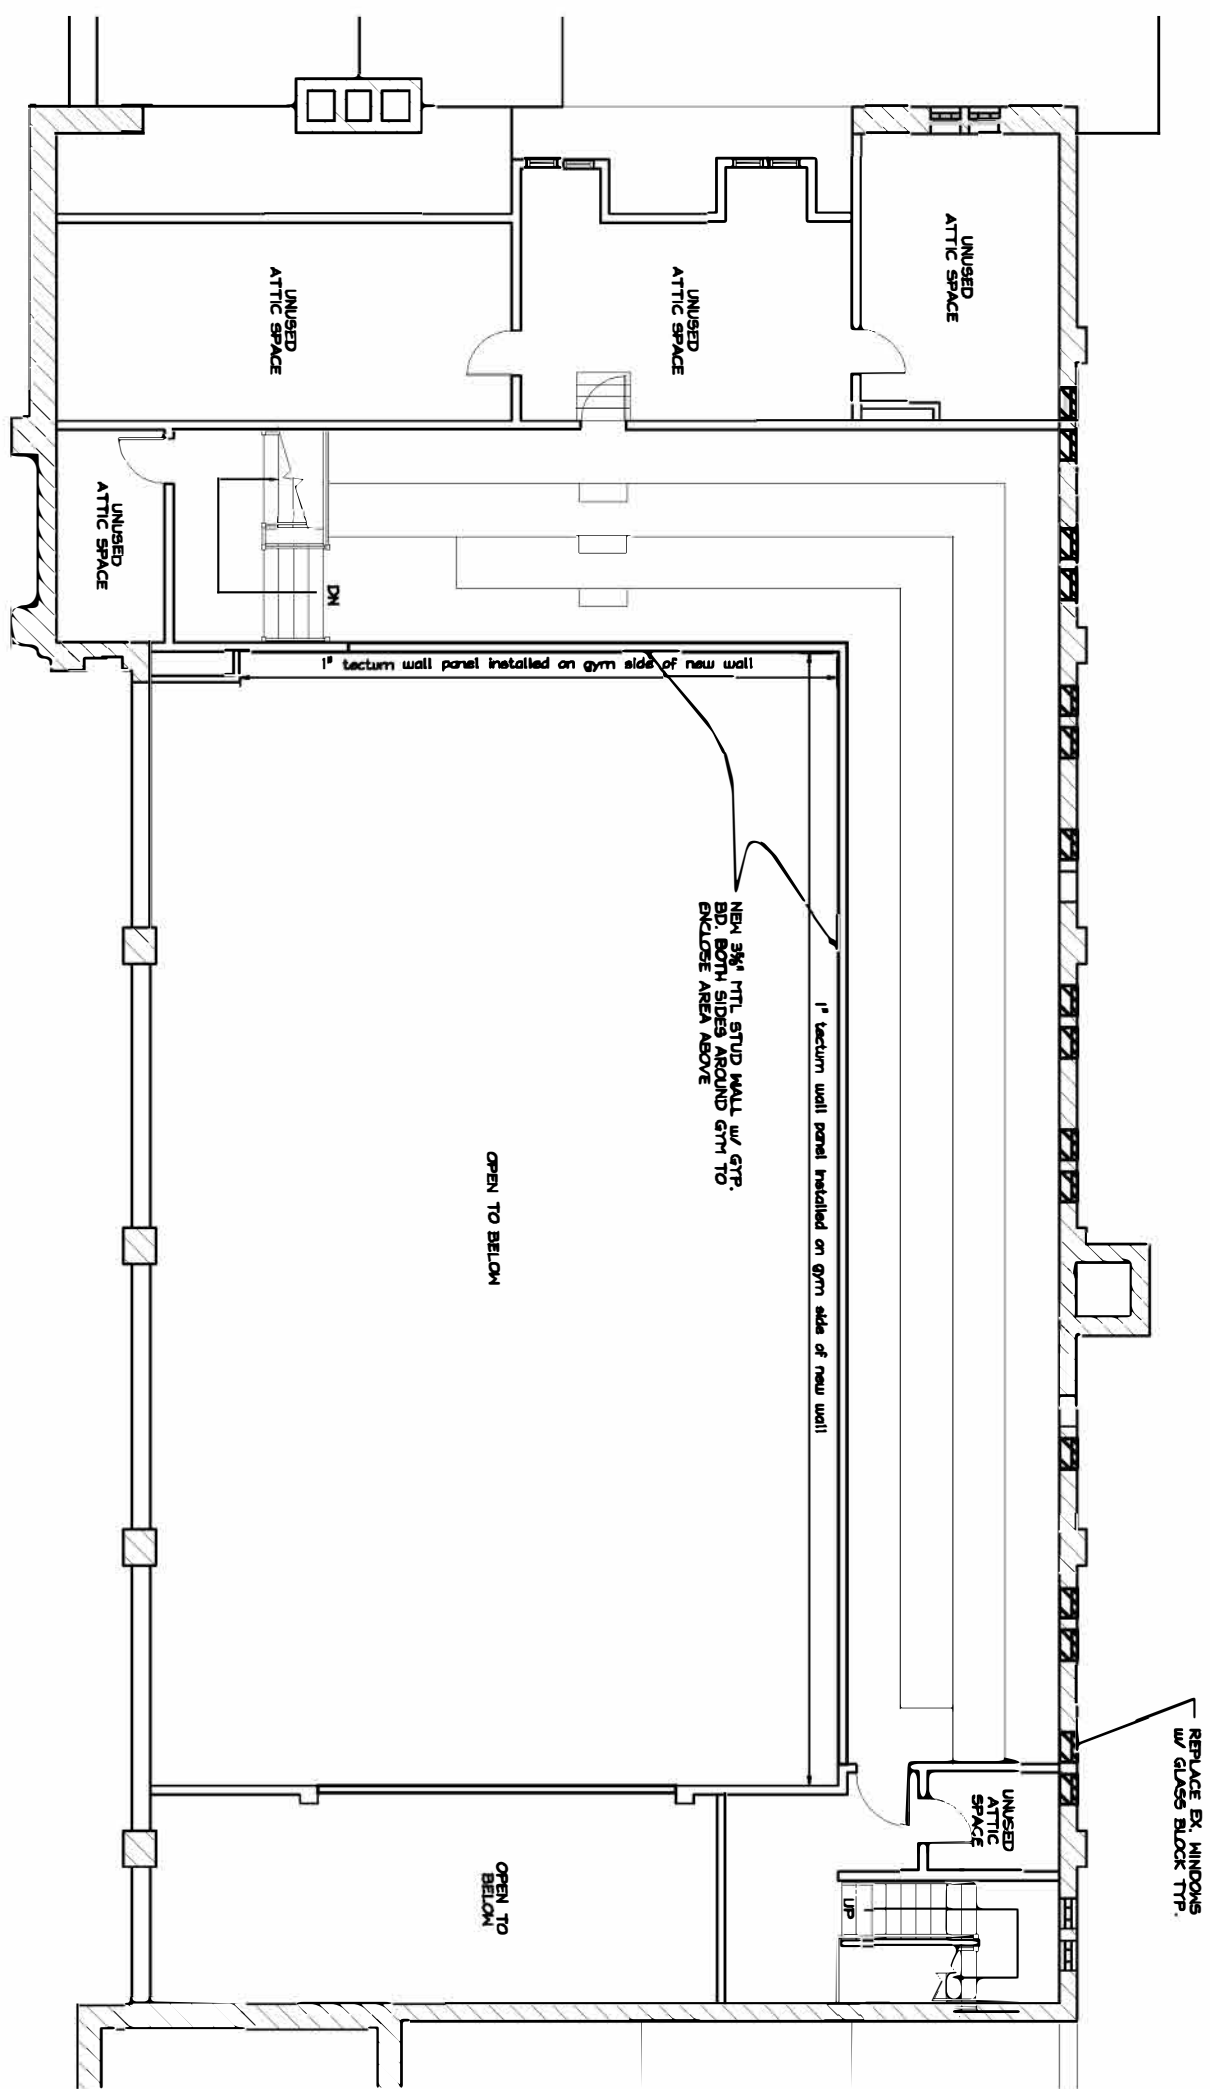 UNUSED
ATTIC SPACE
UNUSED
ATTIC SPACE
UNUSED
ATTIC SPACE
UNUSED
ATTIC SPACE
DN
1" tectum wall panel installed on gym side of new wall
NEW 3⅝" MTL STUD WALL W/ GYP.
BD. BOTH SIDES AROUND GYM TO
ENCLOSE AREA ABOVE
1" tectum wall panel installed on gym side of new wall
OPEN TO BELOW
REPLACE EX. WINDOWS
W/ GLASS BLOCK TYP.
UNUSED
ATTIC
SPACE
UP
OPEN TO
BELOW